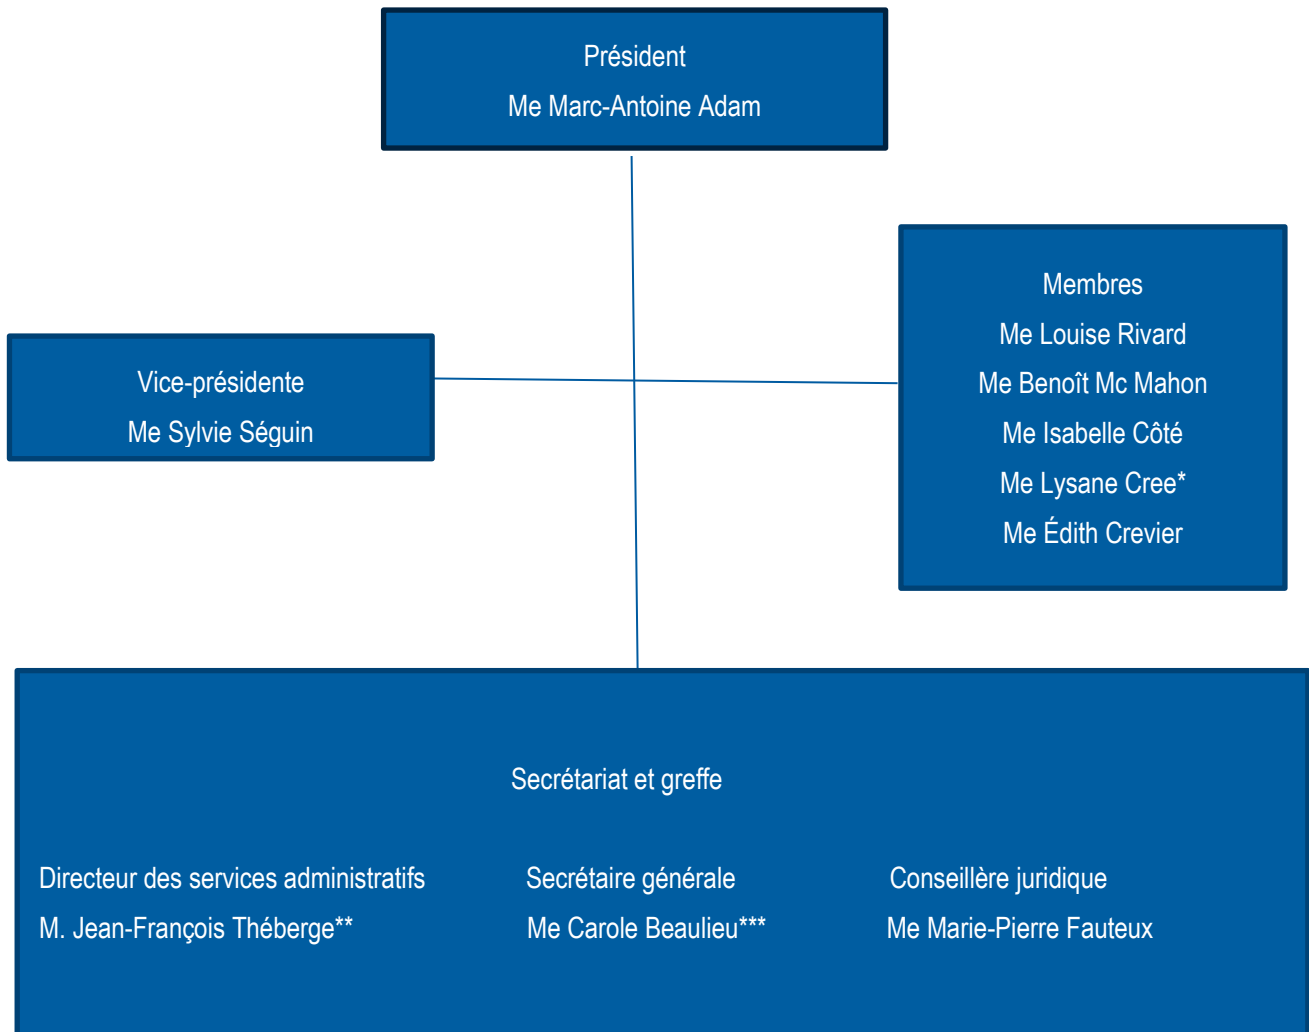 Président
Me Marc-Antoine Adam
Membres
Me Louise Rivard
Me Benoît Mc Mahon
Me Isabelle Côté
Me Lysane Cree*
Me Édith Crevier
Vice-présidente
Me Sylvie Séguin
Secrétariat et greffe
Directeur des services administratifs
M. Jean-François Théberge**
Secrétaire générale
Me Carole Beaulieu***
Conseillère juridique
Me Marie-Pierre Fauteux